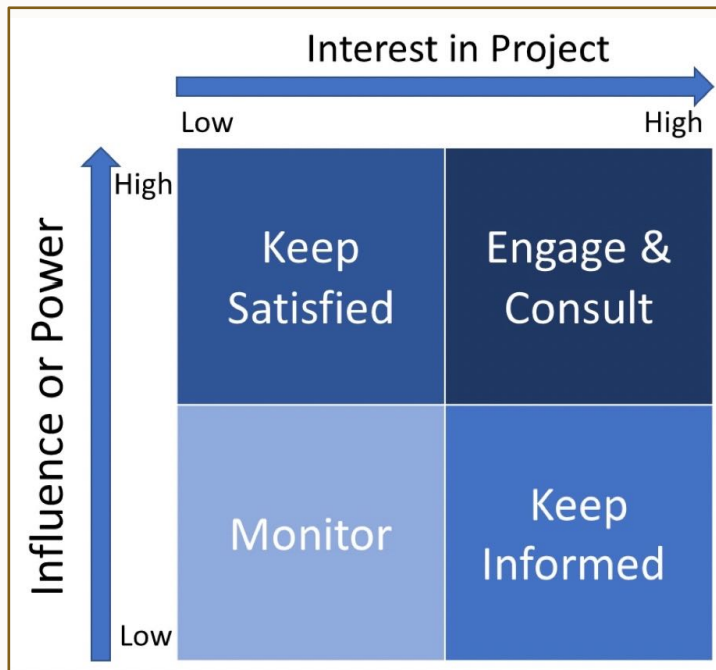 Interest in Project
Low
High
Influence or Power
High
Low
Keep
Satisfied
Engage &
Consult
Monitor
Keep
Informed